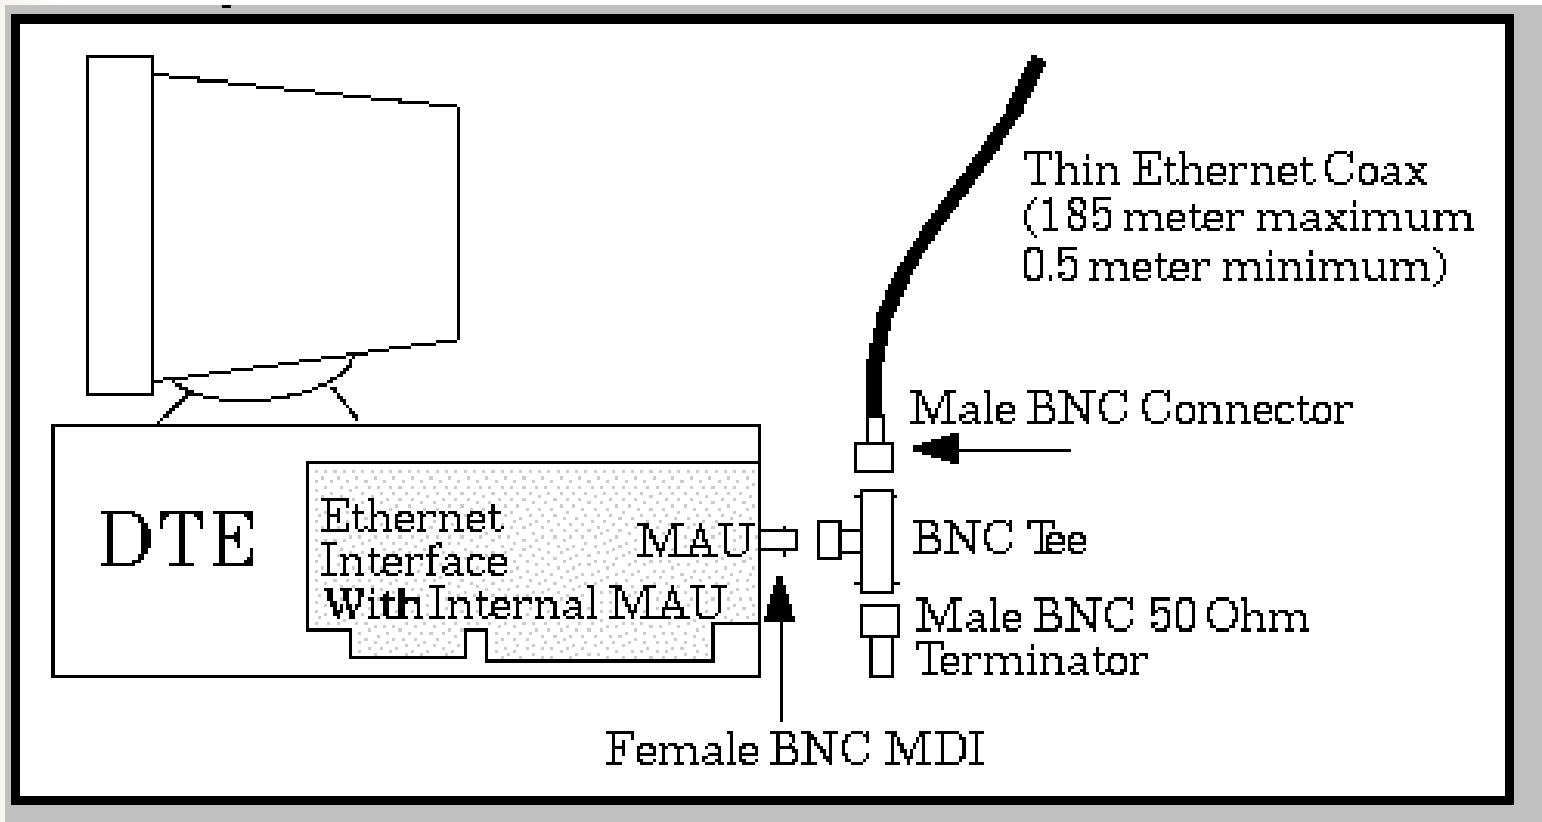 Thin Ethernet Coax
(185 meter maximum
0.5 meter minimum)
Male BNC Connector
DTE
Ethernet
Interface
MAU
With Internal MAU
BNC Tee
Male BNC 50 Ohm
Terminator
Female BNC MDI